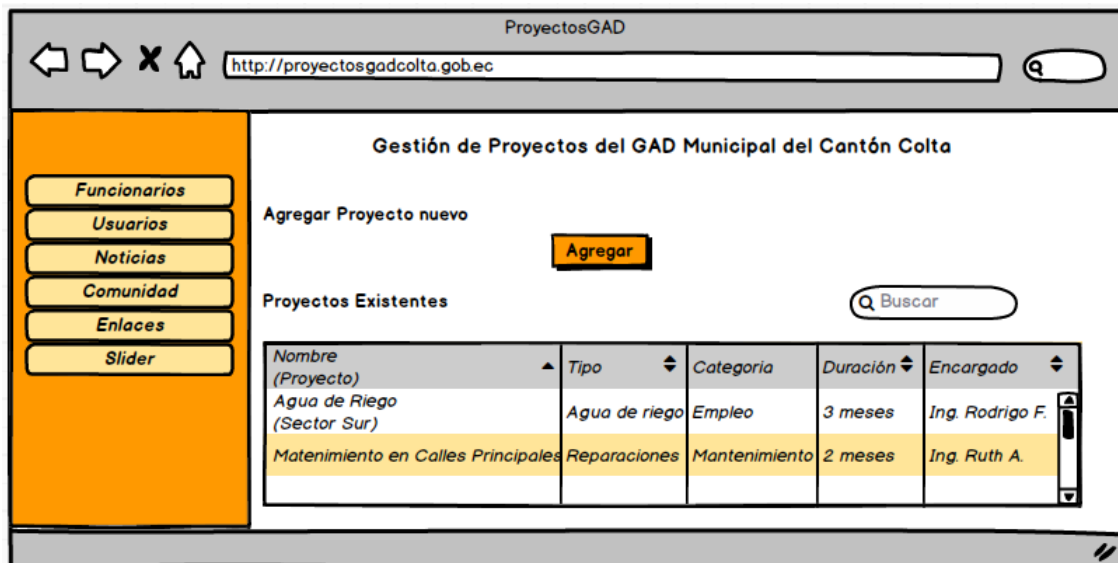 ProyectosGAD
http://proyectosgadcolta.gob.ec
Funcionarios
Usuarios
Noticias
Comunidad
Enlaces
Slider
Gestión de Proyectos del GAD Municipal del Cantón Colta
Agregar Proyecto nuevo
Agregar
Proyectos Existentes
Buscar
Nombre
(Proyecto)
Tipo
Categoria
Duración
Encargado
Agua de Riego
(Sector Sur)
Agua de riego
Empleo
3 meses
Ing. Rodrigo F.
Matenimiento en Calles Principales
Reparaciones
Mantenimiento
2 meses
Ing. Ruth A.